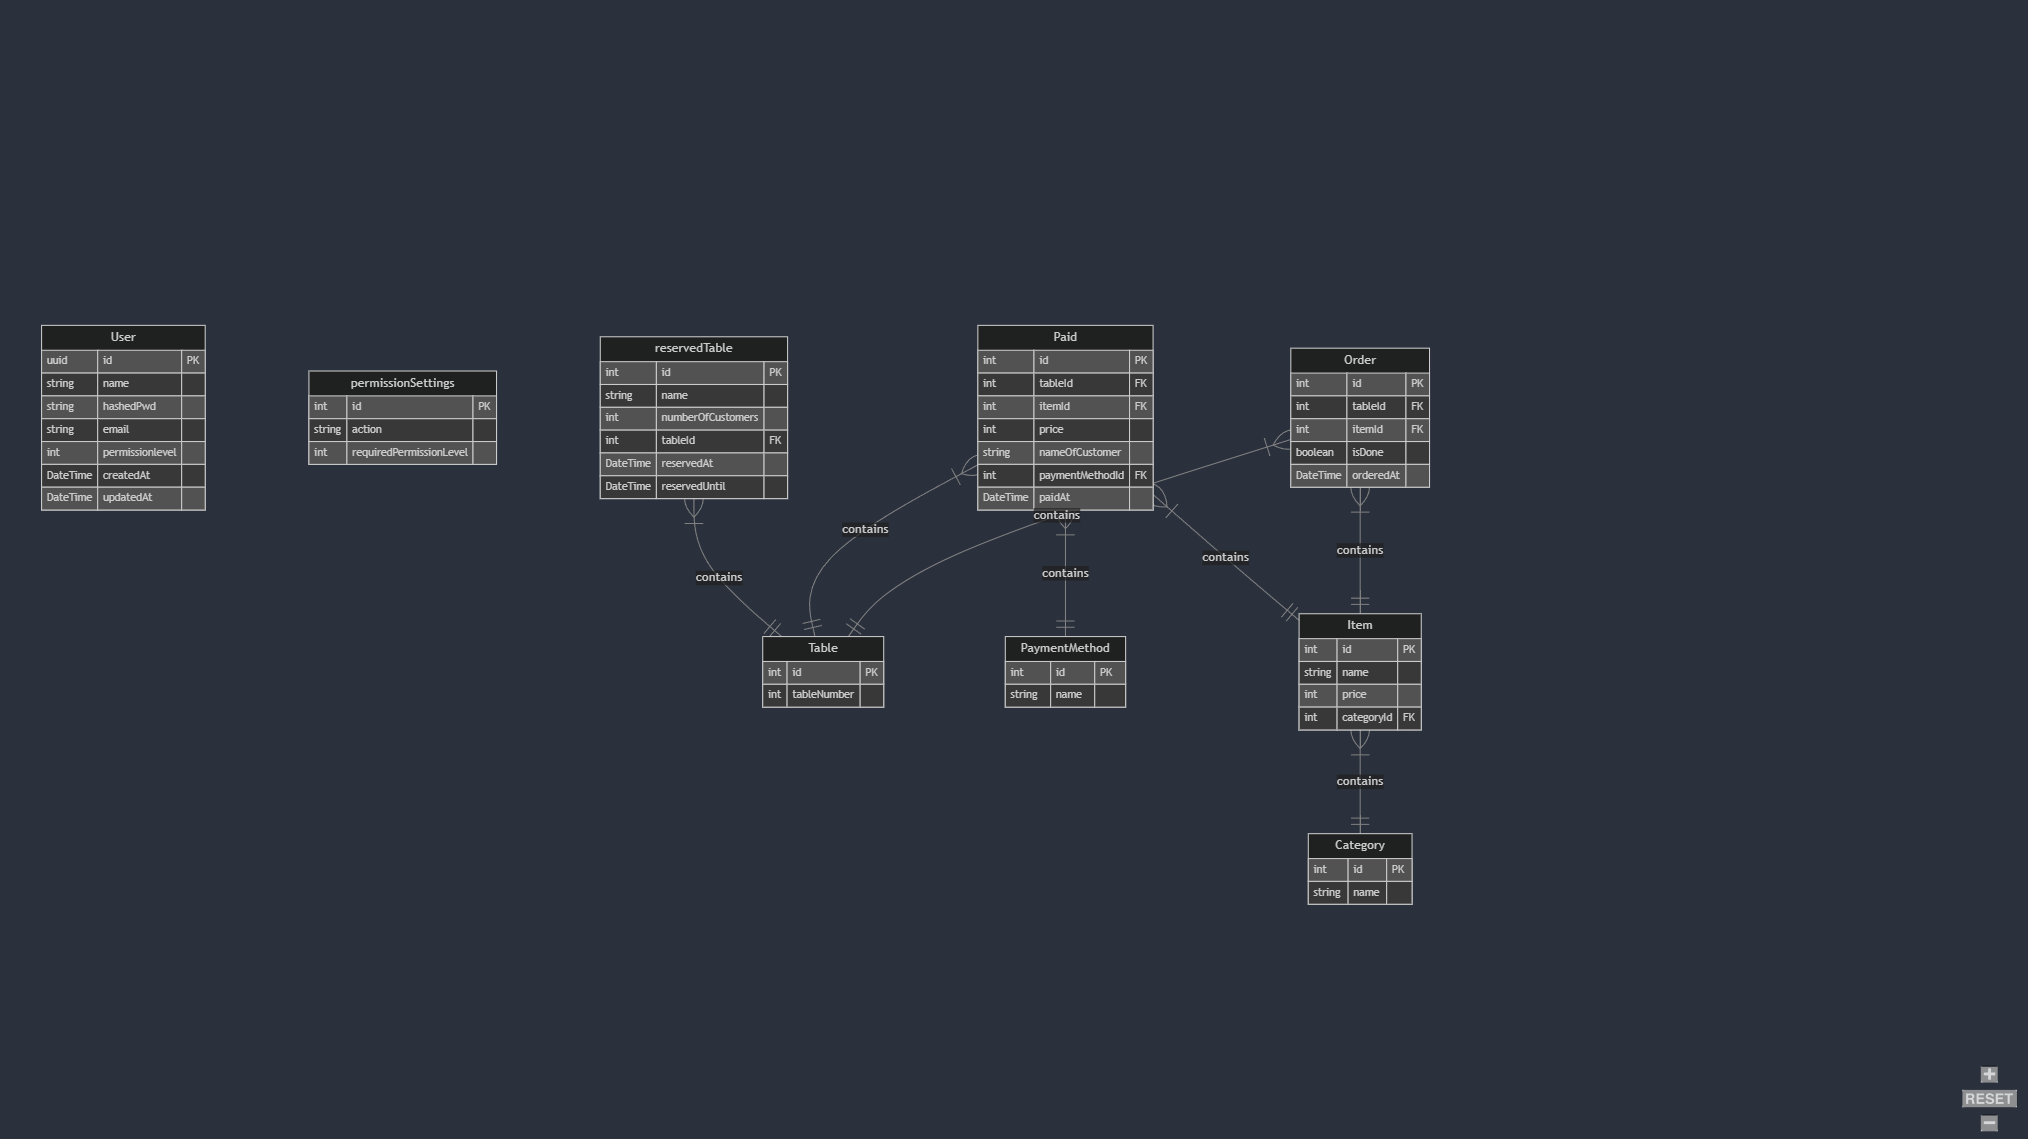 User
uuid id PK
string name
string hashedPwd
string email
int permissionlevel
DateTime createdAt
DateTime updatedAt
permissionSettings
int id PK
string action
int requiredPermissionLevel
reservedTable
int id PK
string name
int numberOfCustomers
int tableId FK
DateTime reservedAt
DateTime reservedUntil
Paid
int id PK
int tableId FK
int itemId FK
int price
string nameOfCustomer
int paymentMethodId FK
DateTime paidAt
Order
int id PK
int tableId FK
int itemId FK
boolean isDone
DateTime orderedAt
contains
contains
contains
contains
contains
contains
Table
int id PK
int tableNumber
PaymentMethod
int id PK
string name
Item
int id PK
string name
int price
int categoryId FK
contains
Category
int id PK
string name
+
RESET
−